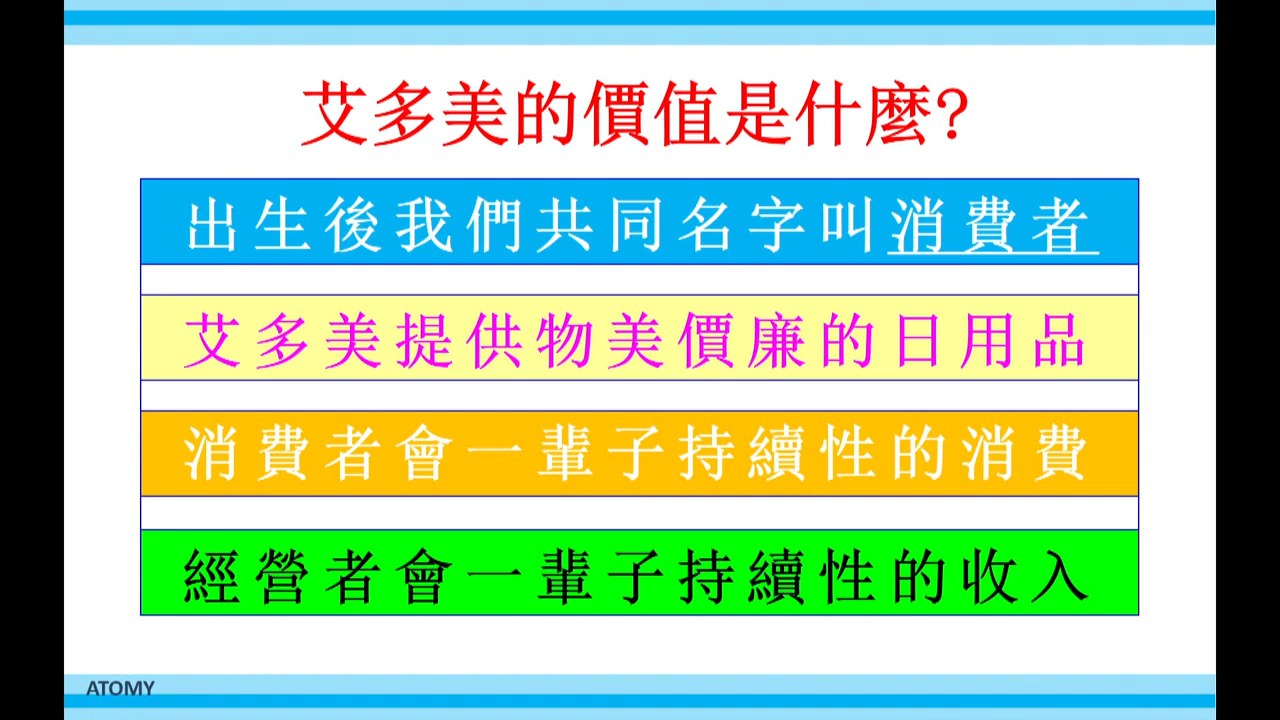 艾多美的價值是什麼?
出生後我們共同名字叫消費者
艾多美提供物美價廉的日用品
消費者會一輩子持續性的消費
經營者會一輩子持續性的收入
ATOMY